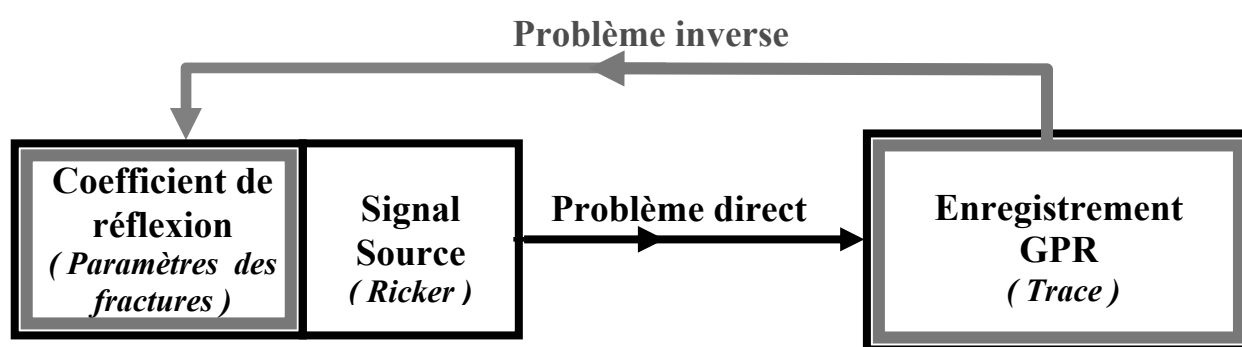 Problème inverse
Coefficient de
réflexion
( Paramètres des
fractures )
Signal
Source
( Ricker )
Problème direct
Enregistrement
GPR
( Trace )